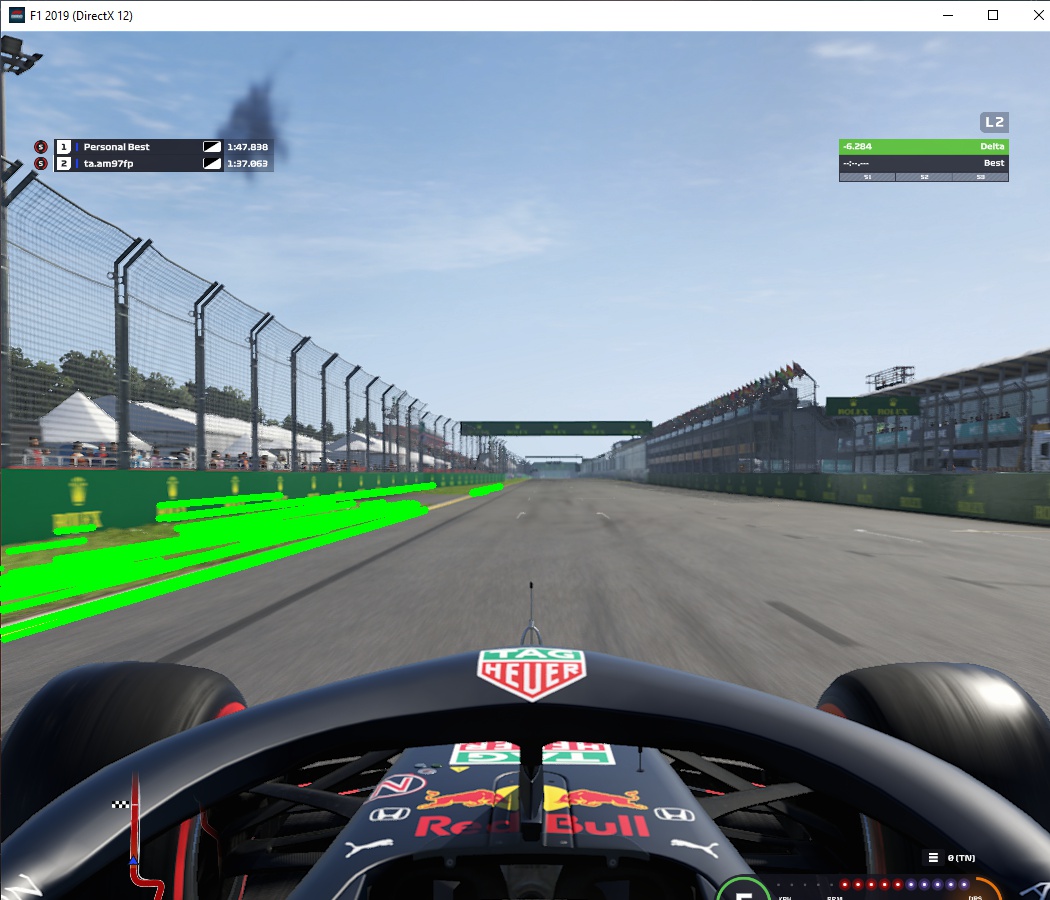 F1 2019 (DirectX 12)
L2
S 1 Personal Best 1:47.838
S 2 ta.am97fp 1:37.063
-6.284 Delta
--:--.--- Best
S1 S2 S3
ROLEX ROLEX
TAG
HEUER
Red Bull
0 (TN)